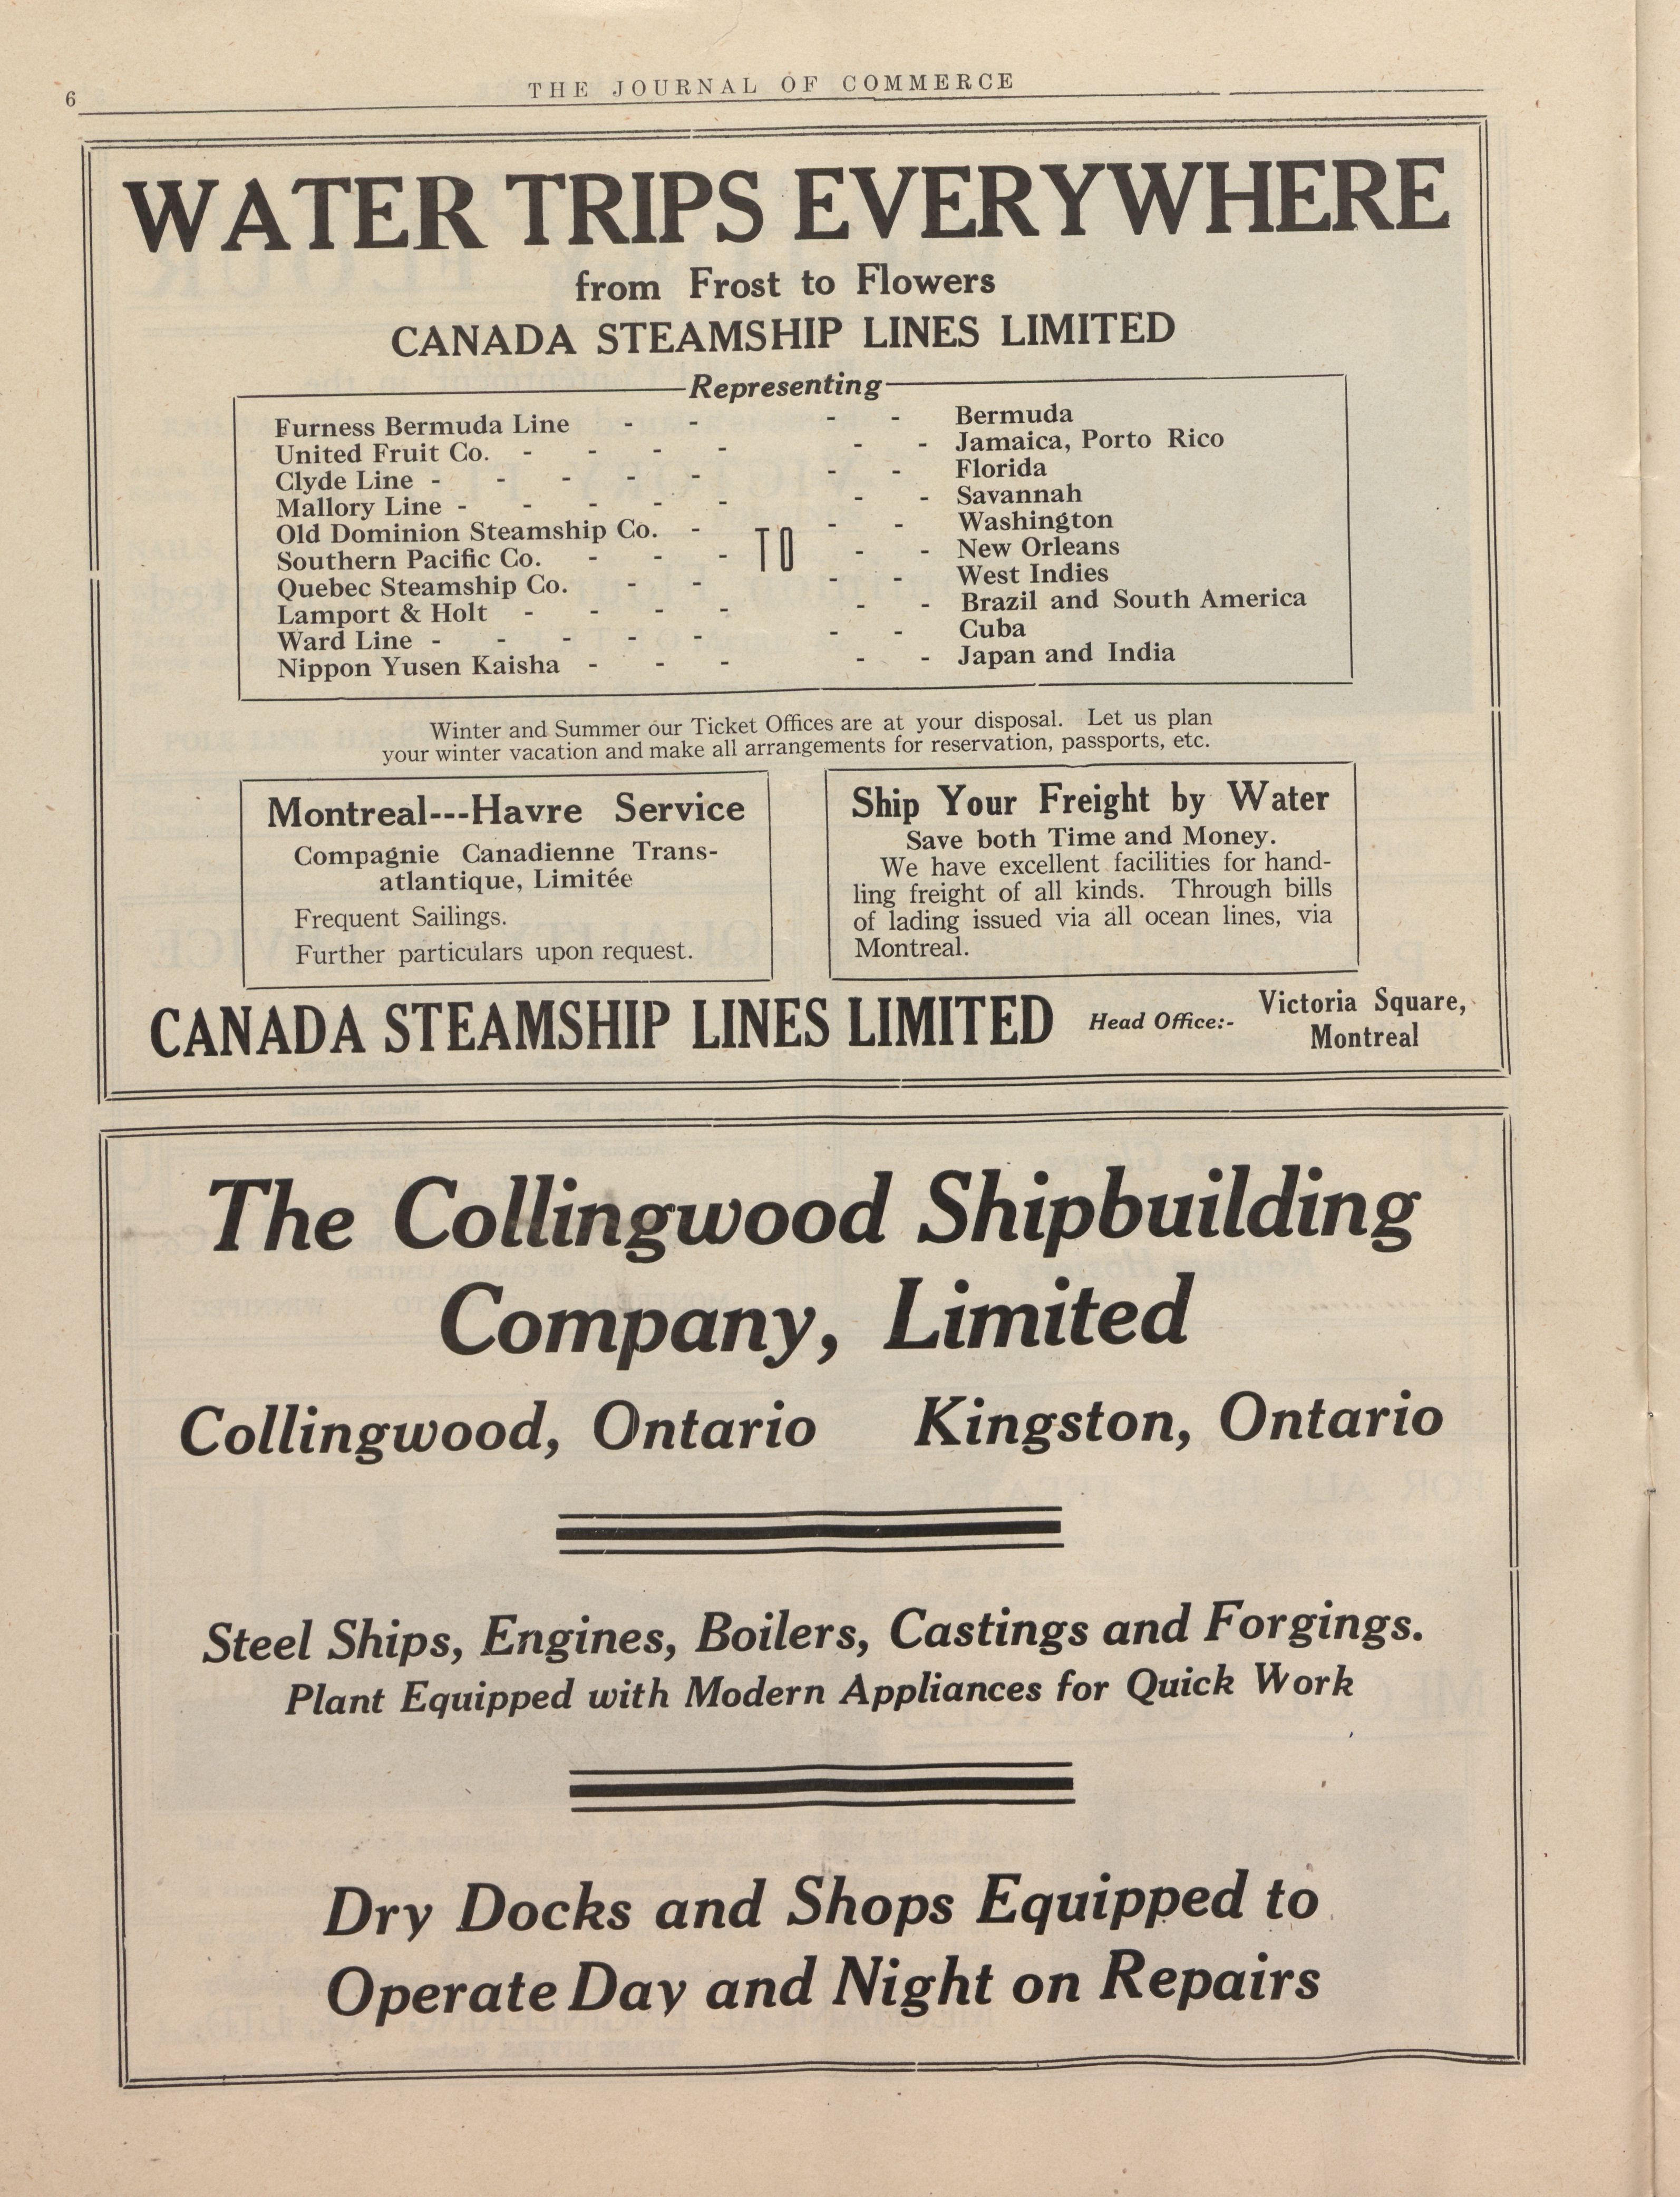 6
THE JOURNAL OF COMMERCE
WATER TRIPS EVERYWHERE
from Frost to Flowers
CANADA STEAMSHIP LINES LIMITED
Representing
Furness Bermuda Line - - - - Bermuda
United Fruit Co. - - - - - - Jamaica, Porto Rico
Clyde Line - - - - - - - Florida
Mallory Line - - - - - - - Savannah
Old Dominion Steamship Co. - - - Washington
TO
Southern Pacific Co. - - - - - New Orleans
Quebec Steamship Co. - - - - West Indies
Lamport & Holt - - - - - - Brazil and South America
Ward Line - - - - - - - Cuba
Nippon Yusen Kaisha - - - - - Japan and India
Winter and Summer our Ticket Offices are at your disposal. Let us plan
your winter vacation and make all arrangements for reservation, passports, etc.
Montreal---Havre Service
Compagnie Canadienne Trans-
atlantique, Limitée
Frequent Sailings.
Further particulars upon request.
Ship Your Freight by Water
Save both Time and Money.
We have excellent facilities for hand-
ling freight of all kinds. Through bills
of lading issued via all ocean lines, via
Montreal.
CANADA STEAMSHIP LINES LIMITED Head Office:- Victoria Square,
Montreal
The Collingwood Shipbuilding
Company, Limited
Collingwood, Ontario Kingston, Ontario
Steel Ships, Engines, Boilers, Castings and Forgings.
Plant Equipped with Modern Appliances for Quick Work
Dry Docks and Shops Equipped to
Operate Day and Night on Repairs